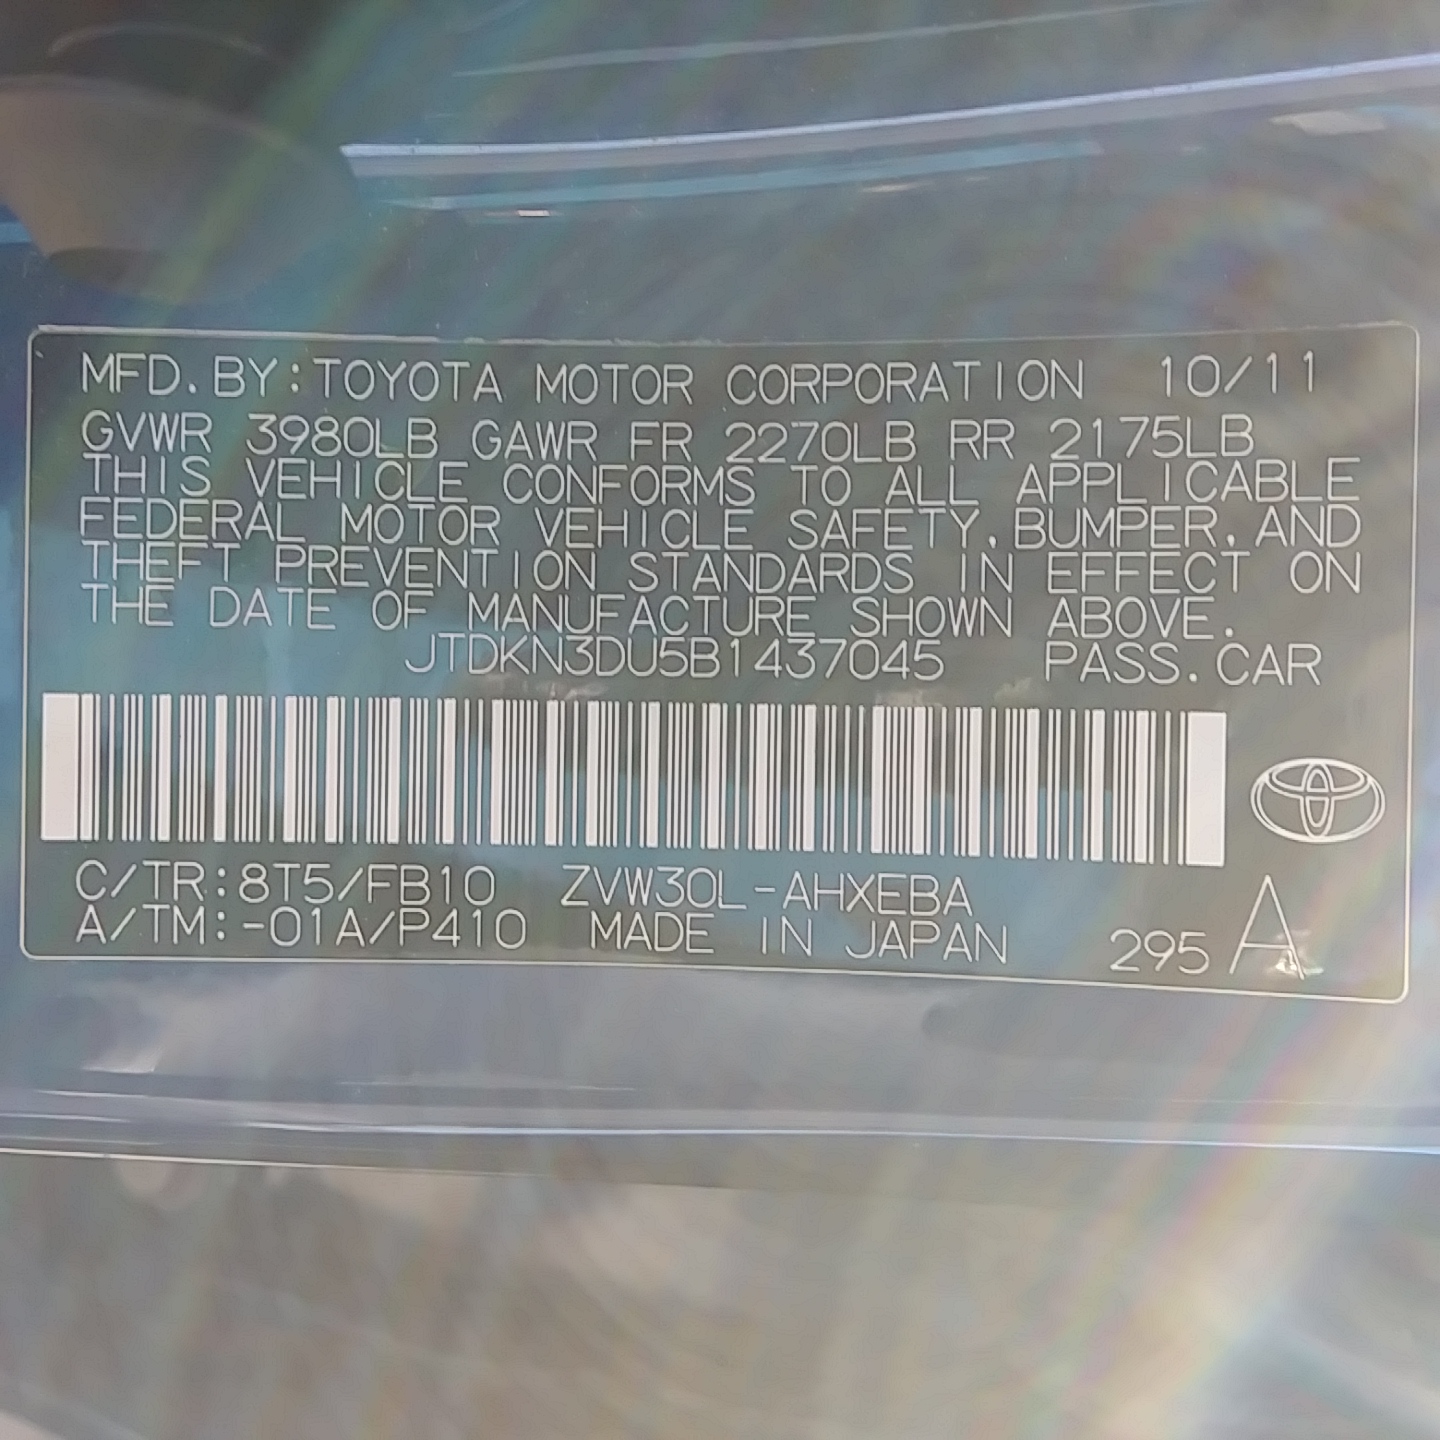 MFD. BY: TOYOTA MOTOR CORPORATION 10/11
GVWR 3980LB GAWR FR 2270LB RR 2175LB
THIS VEHICLE CONFORMS TO ALL APPLICABLE
FEDERAL MOTOR VEHICLE SAFETY, BUMPER, AND
THEFT PREVENTION STANDARDS IN EFFECT ON
THE DATE OF MANUFACTURE SHOWN ABOVE.
JTDKN3DU5B1437045 PASS. CAR
C/TR: 8T5/FB10 ZVW30L-AHXEBA
A/TM: -01A/P410 MADE IN JAPAN 295 A